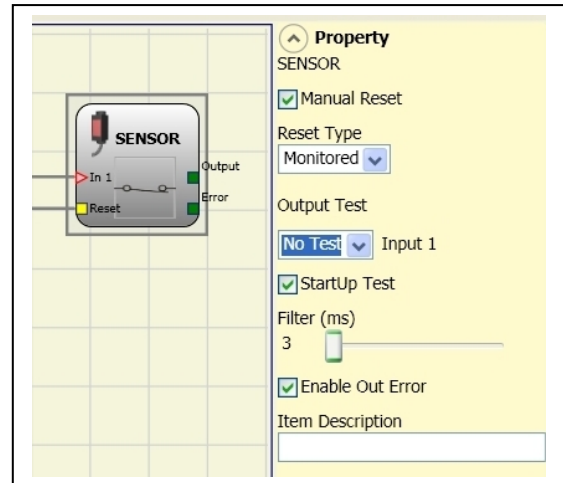 SENSOR
In 1
Output
Reset
Error
Property
SENSOR
Manual Reset
Reset Type
Monitored
Output Test
No Test Input 1
StartUp Test
Filter (ms)
3
Enable Out Error
Item Description